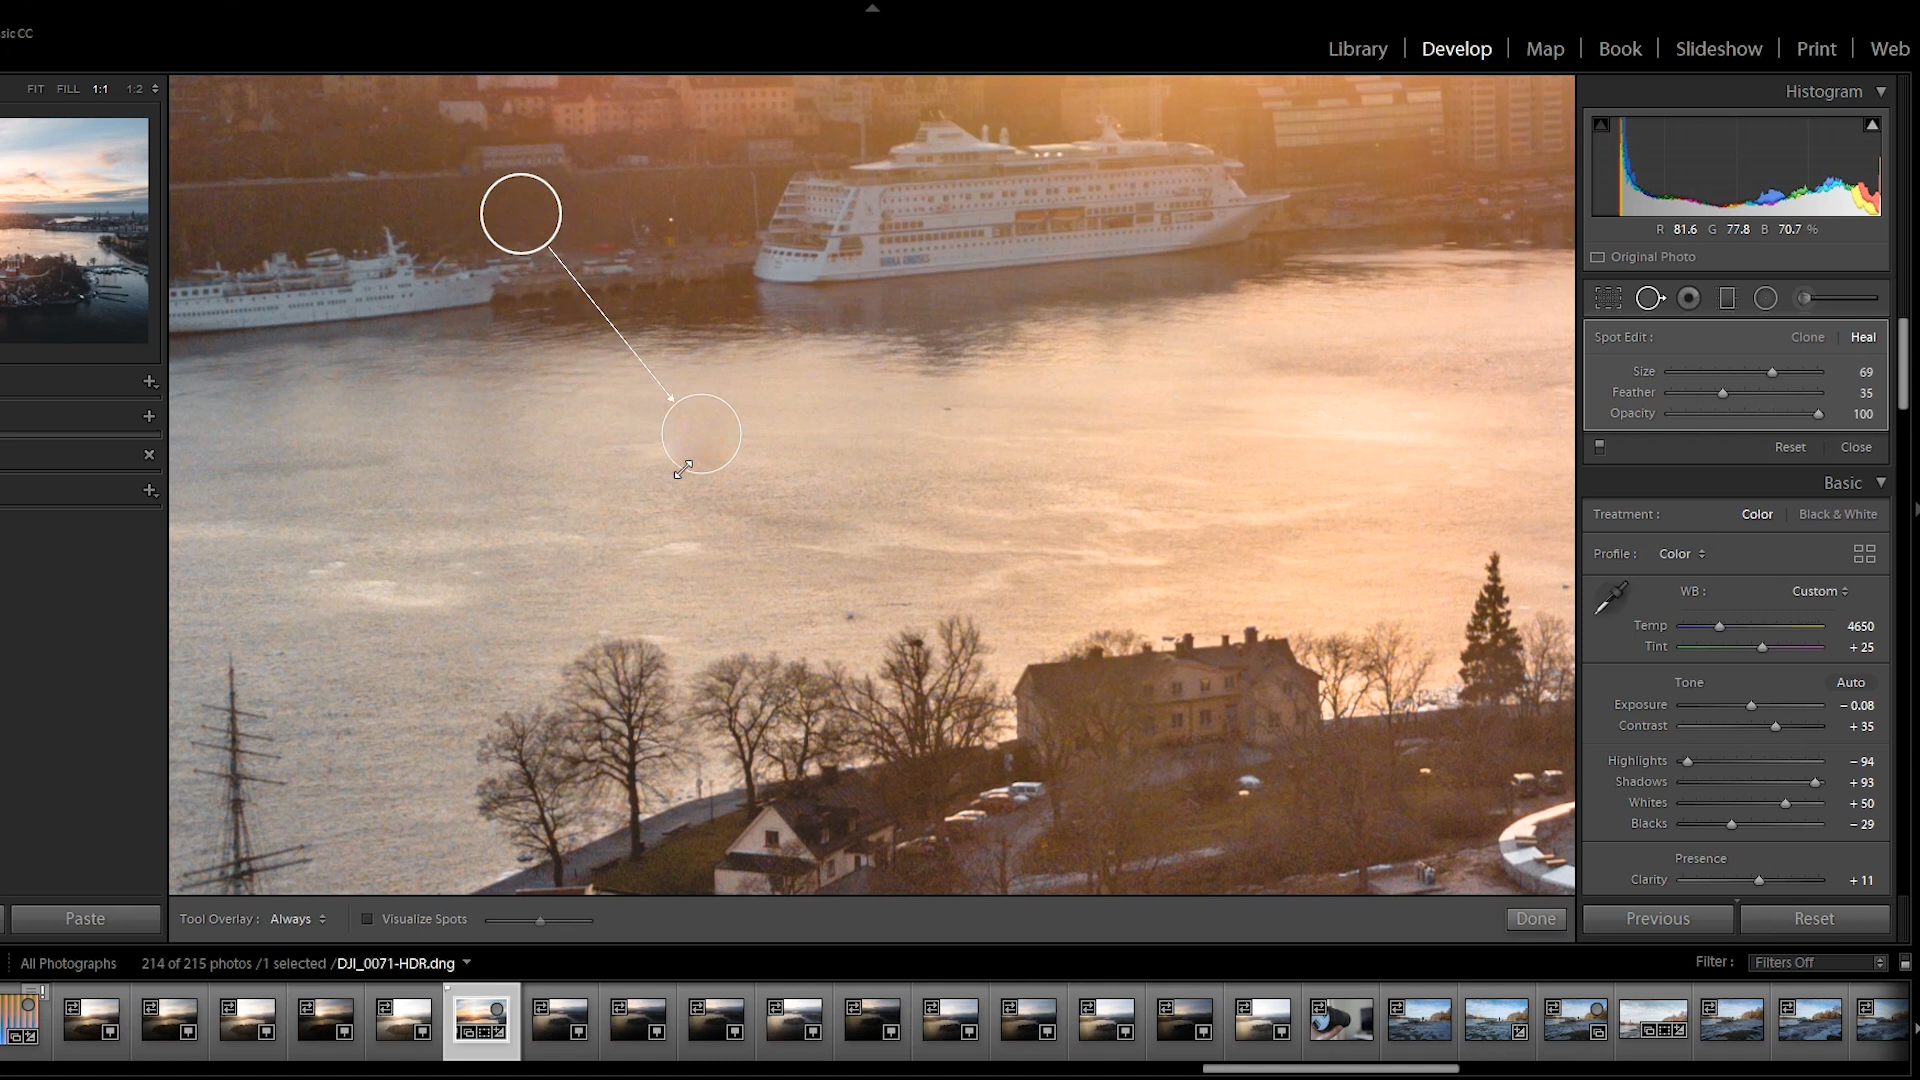 sic CC
Library | Develop | Map | Book | Slideshow | Print | Web
FIT FILL 1:1 1:2
Histogram
R 81.6 G 77.8 B 70.7 %
Original Photo
Spot Edit : Clone | Heal
Size 69
Feather 35
Opacity 100
Reset Close
Basic
Treatment : Color | Black & White
Profile : Color
WB : Custom
Temp 4650
Tint + 25
Tone Auto
Exposure – 0.08
Contrast + 35
Highlights – 94
Shadows + 93
Whites + 50
Blacks – 29
Presence
Clarity + 11
Paste
Tool Overlay : Always Visualize Spots Done
Previous Reset
All Photographs 214 of 215 photos /1 selected /DJI_0071-HDR.dng
Filter : Filters Off